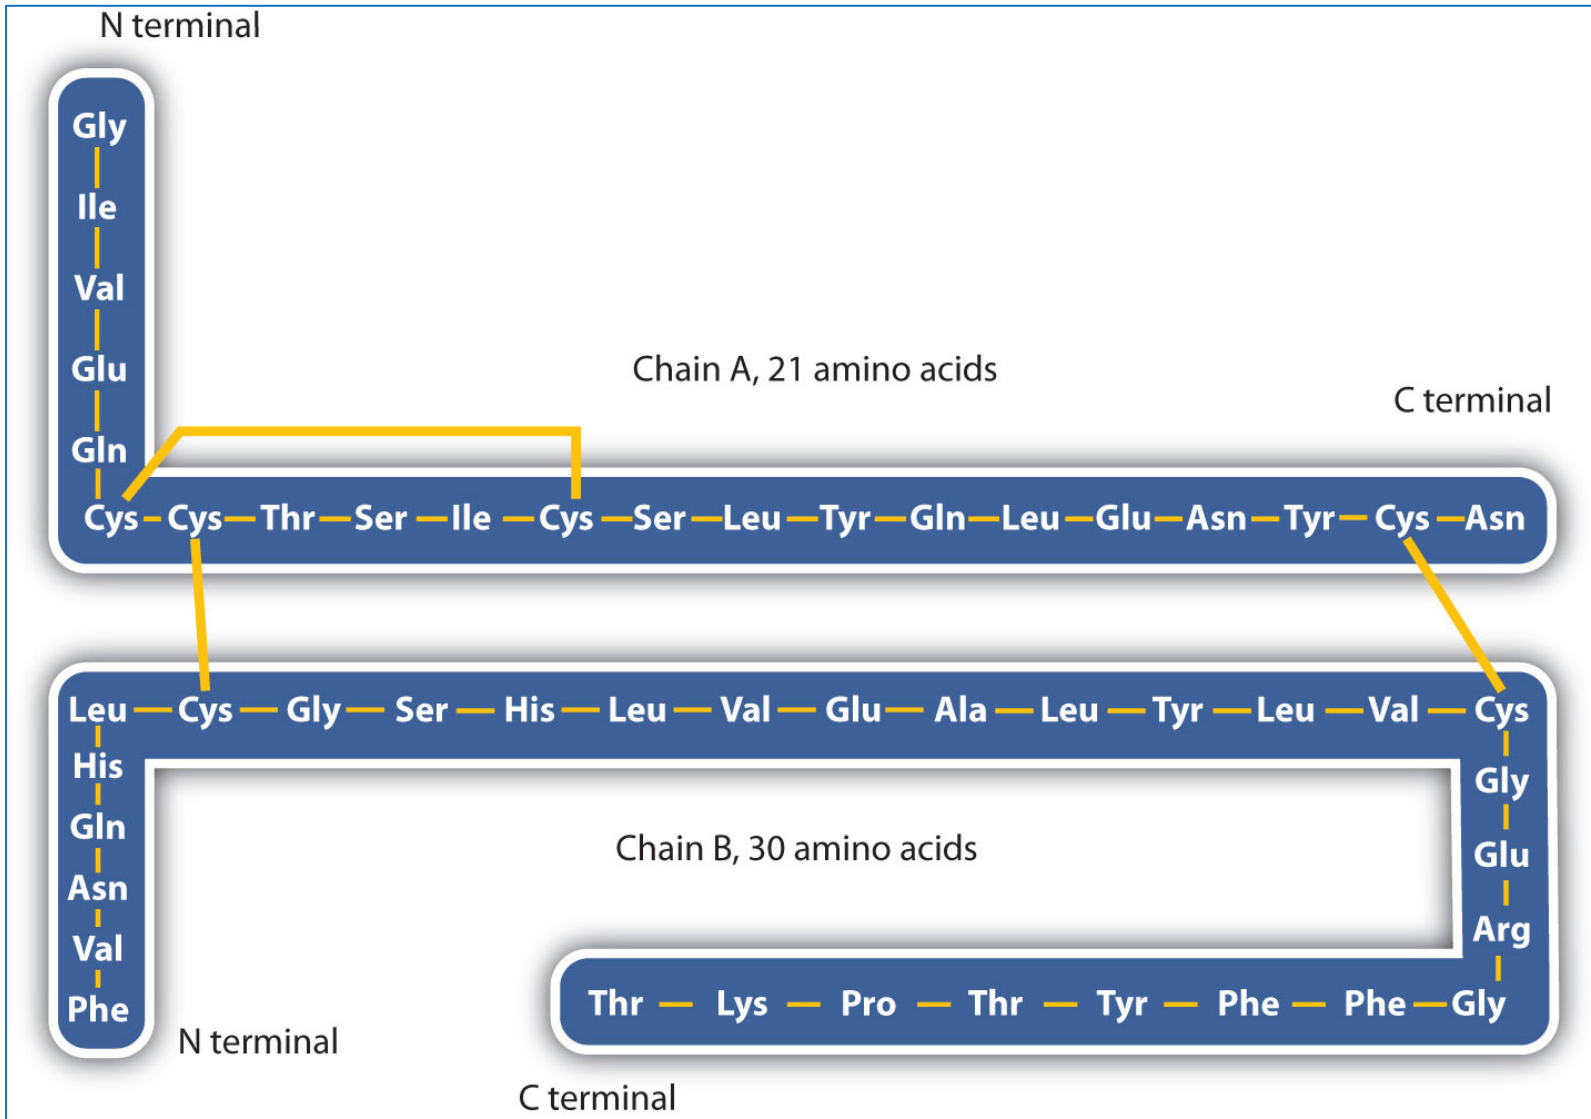 N terminal
Gly
Ile
Val
Glu
Gln
Chain A, 21 amino acids
C terminal
Cys Cys Thr Ser Ile Cys Ser Leu Tyr Gln Leu Glu Asn Tyr Cys Asn
Leu Cys Gly Ser His Leu Val Glu Ala Leu Tyr Leu Val Cys
His
Gln
Asn
Val
Phe
N terminal
Chain B, 30 amino acids
Gly
Glu
Arg
Thr Lys Pro Thr Tyr Phe Phe Gly
C terminal